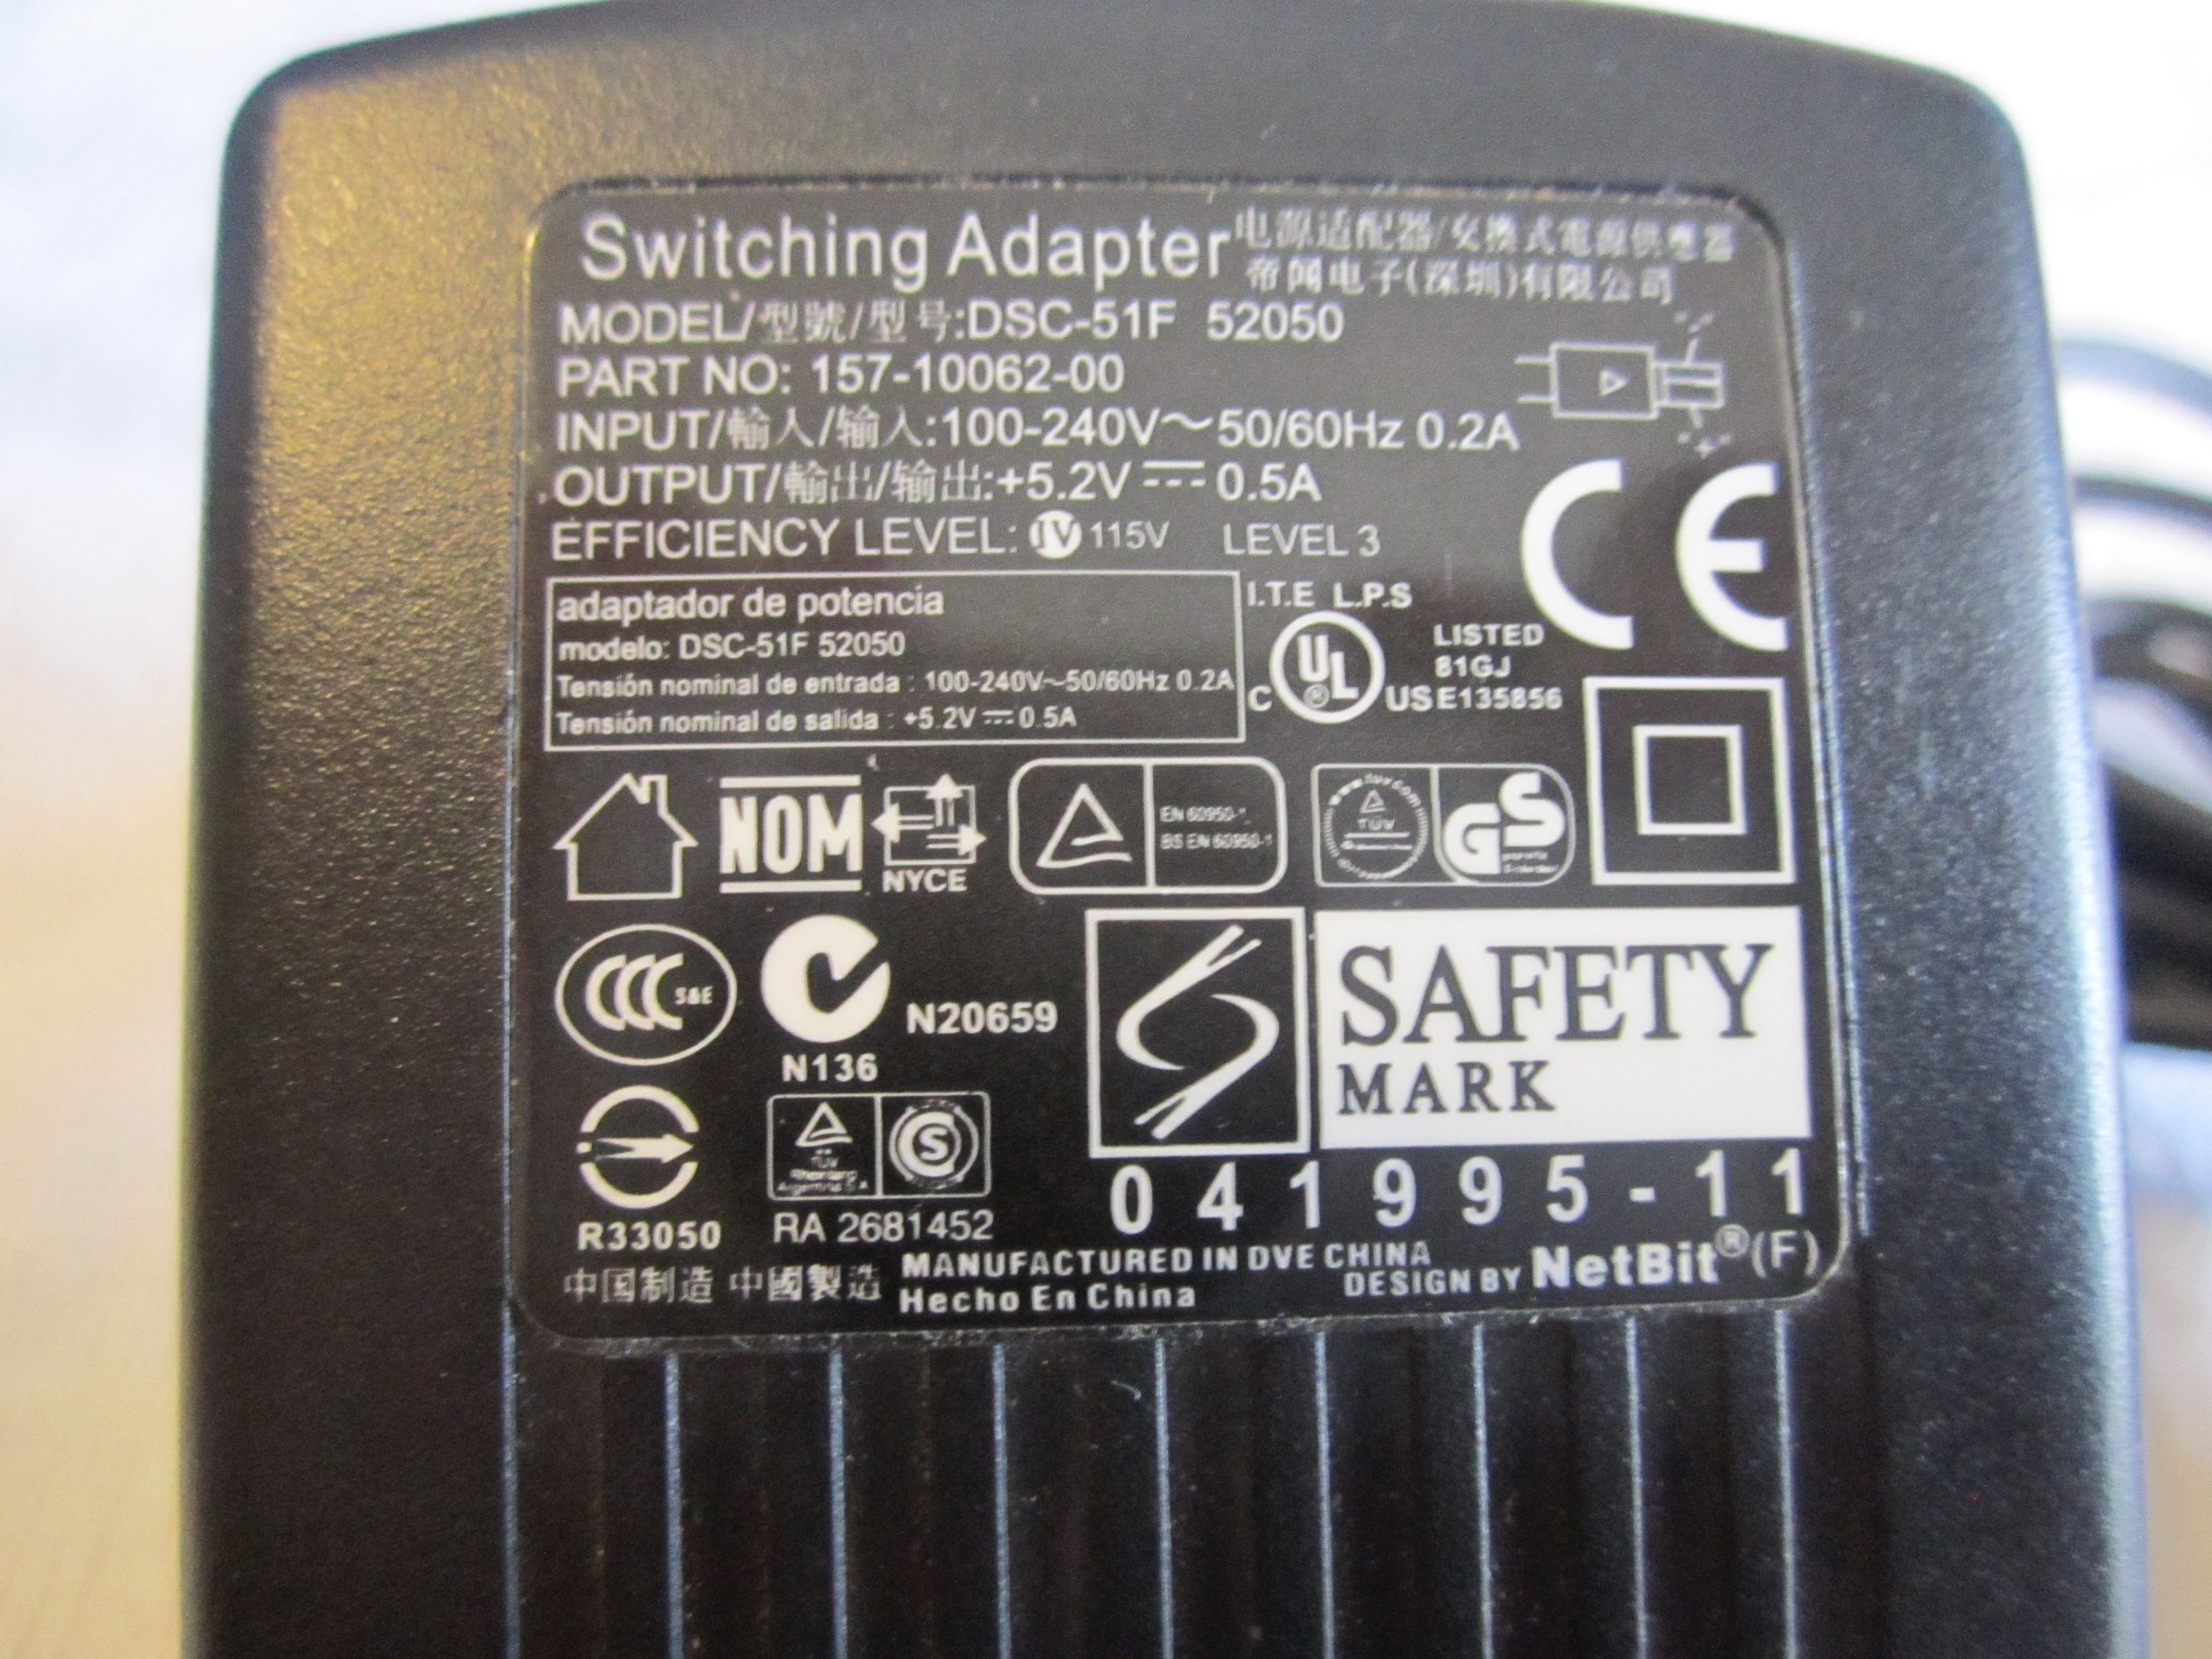 Switching Adapter 电源适配器/交換式電源供應器
帝闻电子(深圳)有限公司
MODEL/型號/型号:DSC-51F 52050
PART NO: 157-10062-00
INPUT/輸入/输入:100-240V～50/60Hz 0.2A
OUTPUT/輸出/输出:+5.2V ⎓ 0.5A
EFFICIENCY LEVEL: IV 115V LEVEL 3
"-"
"+"
CE
adaptador de potencia
modelo: DSC-51F 52050
Tensión nominal de entrada : 100-240V～50/60Hz 0.2A
Tensión nominal de salida : +5.2V ⎓ 0.5A
I.T.E L.P.S
C UL ® US
LISTED
81GJ
E135856
NOM
NYCE
EN 60950-1
BS EN 60950-1
www.tuv.com
TÜV
GS
CCC S&E
N20659
N136
SAFETY
MARK
041995-11
R33050
TÜV
Rheinland
Argentina S.A
S
RA 2681452
中国制造 中國製造
MANUFACTURED IN DVE CHINA
Hecho En China
DESIGN BY NetBit® (F)